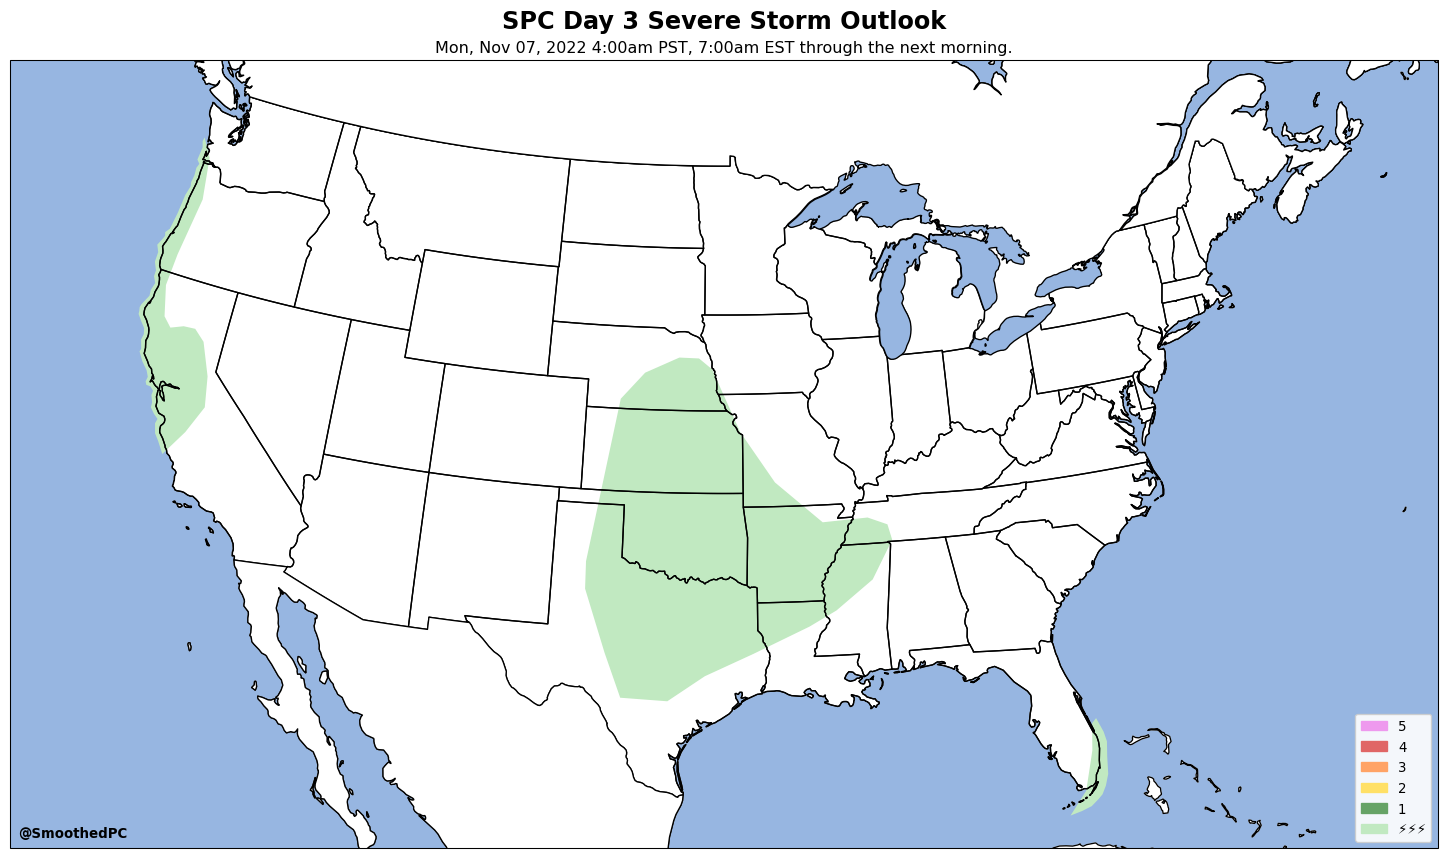 SPC Day 3 Severe Storm Outlook
Mon, Nov 07, 2022 4:00am PST, 7:00am EST through the next morning.
5
4
3
2
1
⚡⚡⚡
@SmoothedPC